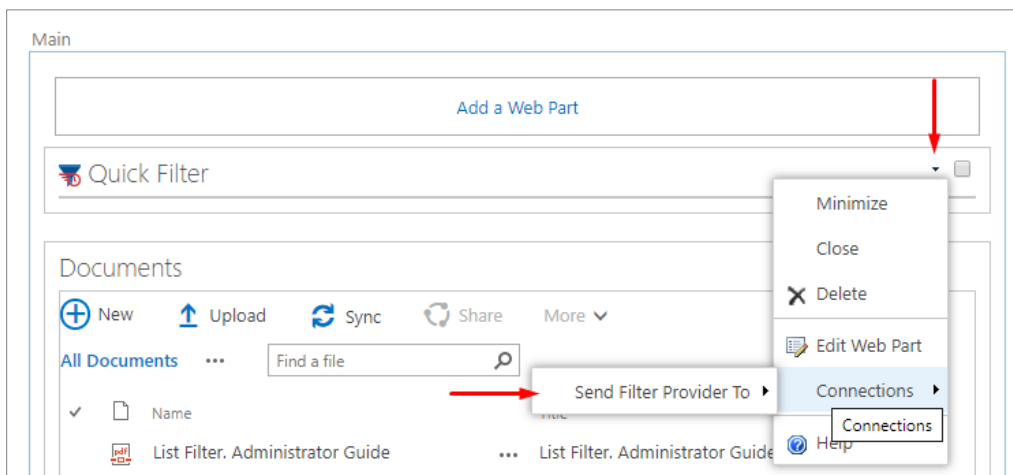 Main
Add a Web Part
Quick Filter
Minimize
Close
Delete
Edit Web Part
Connections
Connections
Help
Send Filter Provider To
Documents
New Upload Sync Share More
All Documents ••• Find a file
Name
pdf List Filter. Administrator Guide ••• List Filter. Administrator Guide